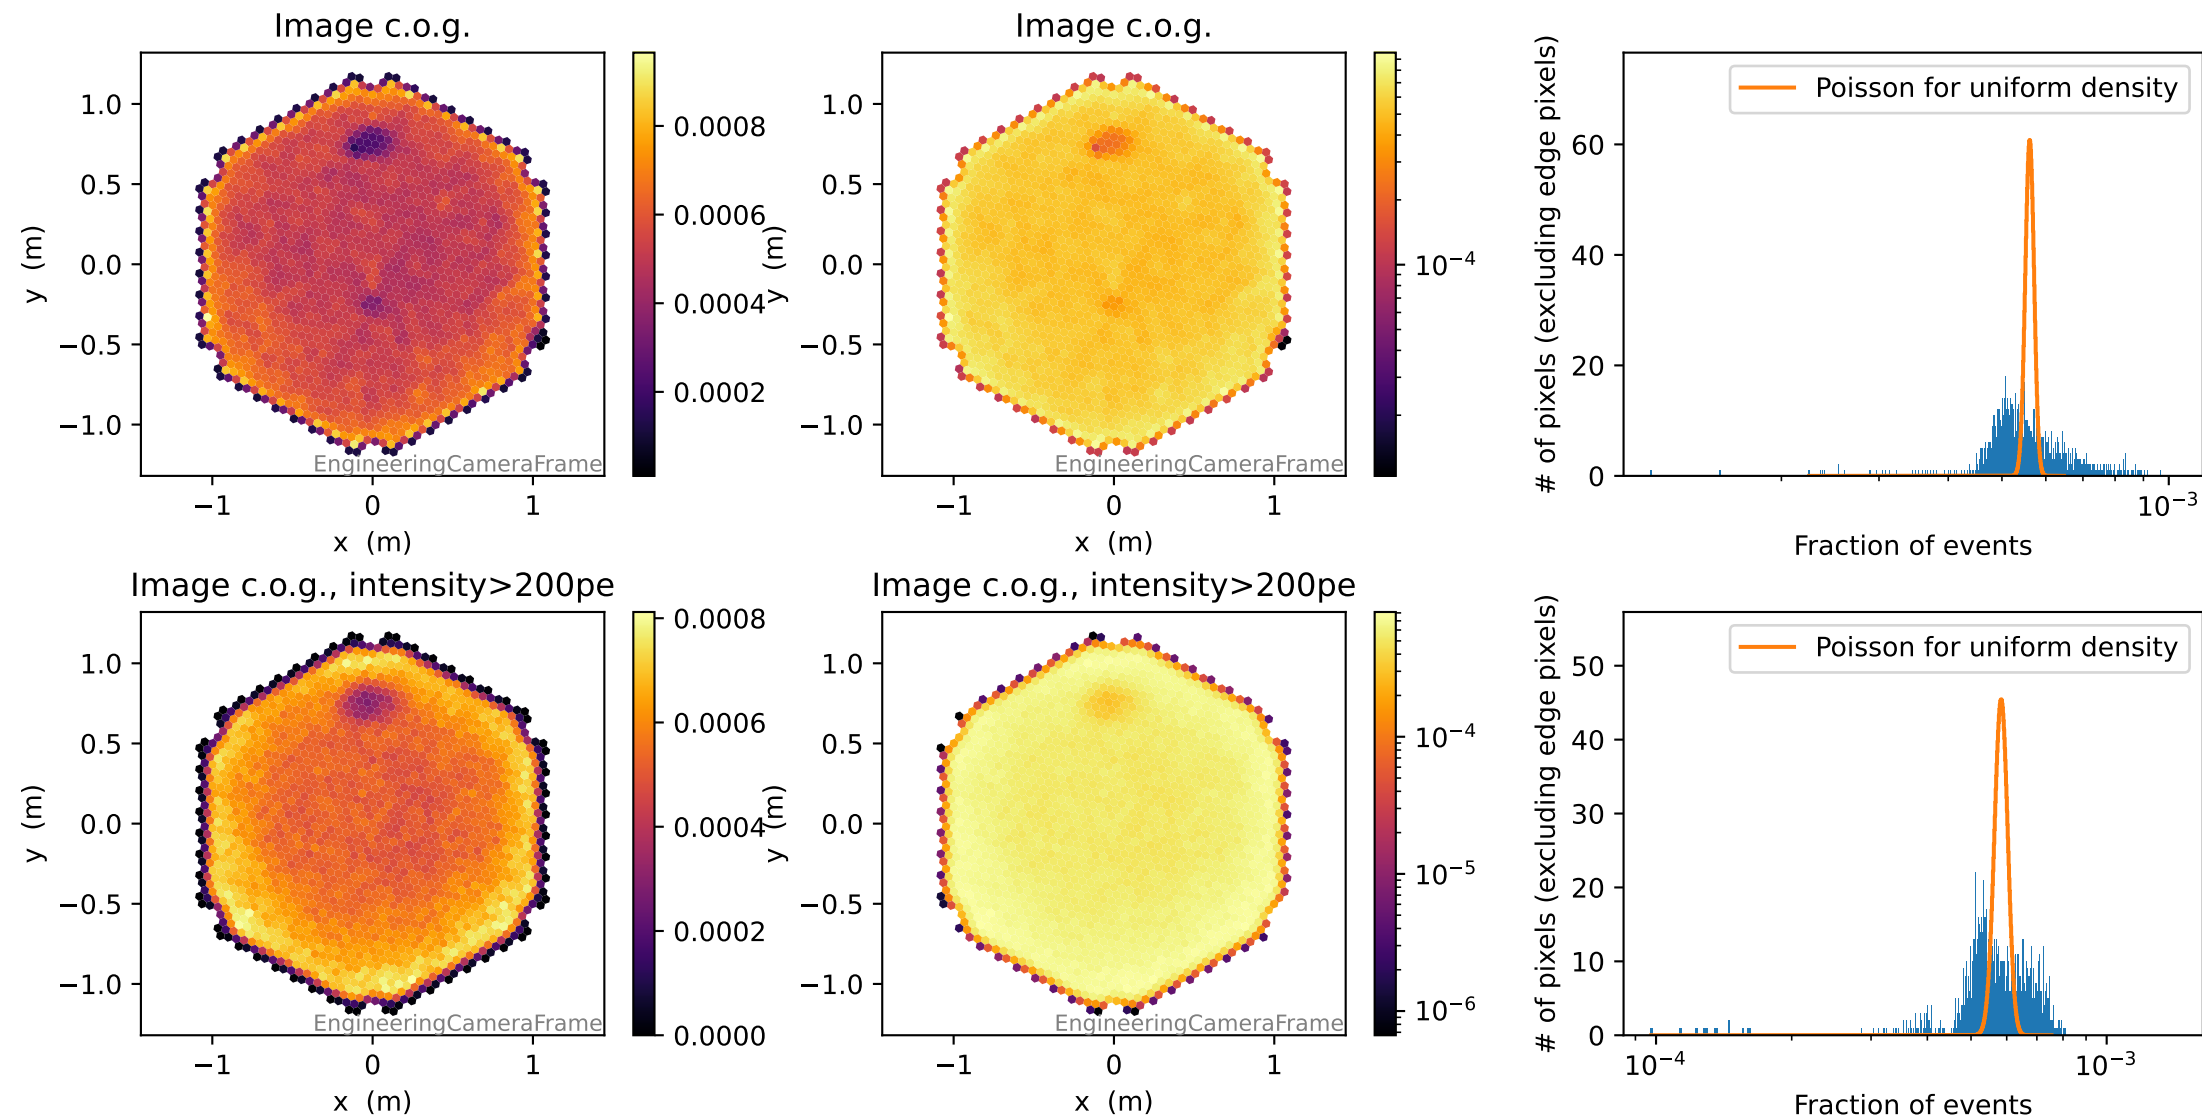 Image c.o.g.
1.0
0.5
0.0
−0.5
−1.0
y (m)
−1
0
1
x (m)
EngineeringCameraFrame
0.0008
0.0006
0.0004
0.0002
Image c.o.g.
1.0
0.5
0.0
−0.5
−1.0
y (m)
−1
0
1
x (m)
EngineeringCameraFrame
10⁻⁴
# of pixels (excluding edge pixels)
60
40
20
0
Poisson for uniform density
10⁻³
Fraction of events
Image c.o.g., intensity>200pe
1.0
0.5
0.0
−0.5
−1.0
y (m)
−1
0
1
x (m)
EngineeringCameraFrame
0.0008
0.0006
0.0004
0.0002
0.0000
Image c.o.g., intensity>200pe
1.0
0.5
0.0
−0.5
−1.0
y (m)
−1
0
1
x (m)
EngineeringCameraFrame
10⁻⁴
10⁻⁵
10⁻⁶
# of pixels (excluding edge pixels)
50
40
30
20
10
0
Poisson for uniform density
10⁻⁴
10⁻³
Fraction of events